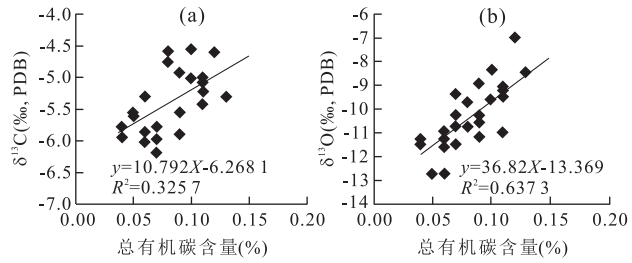 (a)
δ¹³C(‰, PDB)
-4.0
-4.5
-5.0
-5.5
-6.0
-6.5
-7.0
y=10.792X-6.268 1
R²=0.325 7
0.00 0.05 0.10 0.15 0.20
总有机碳含量(%)
(b)
δ¹³O(‰, PDB)
-6
-7
-8
-9
-10
-11
-12
-13
-14
y=36.82X-13.369
R²=0.637 3
0.00 0.05 0.10 0.15 0.20
总有机碳含量(%)